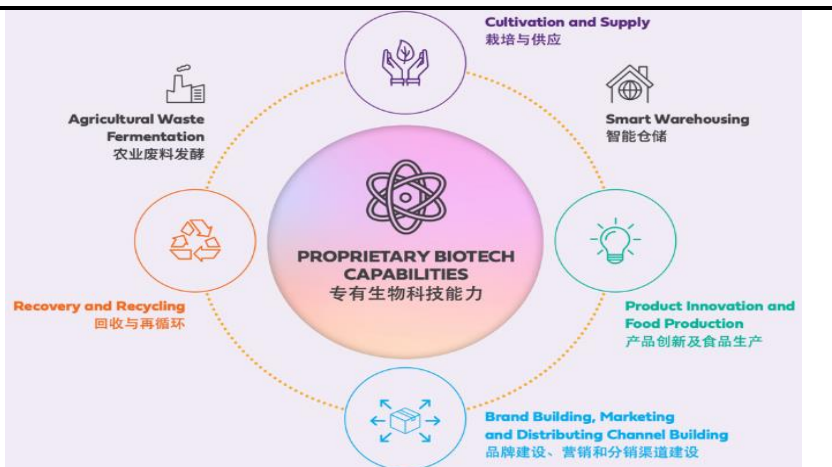 Cultivation and Supply
栽培与供应
Agricultural Waste
Fermentation
农业废料发酵
Smart Warehousing
智能仓储
PROPRIETARY BIOTECH
CAPABILITIES
专有生物科技能力
Recovery and Recycling
回收与再循环
Product Innovation and
Food Production
产品创新及食品生产
Brand Building, Marketing
and Distributing Channel Building
品牌建设、营销和分销渠道建设